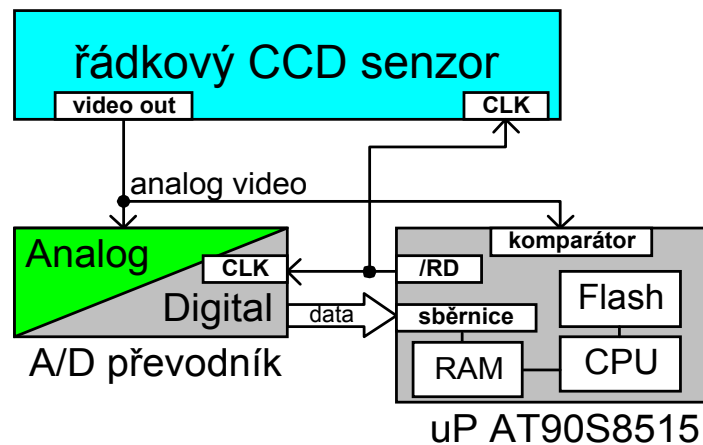 řádkový CCD senzor
video out
CLK
analog video
Analog
komparátor
CLK
/RD
Digital
data
sběrnice
Flash
RAM
CPU
A/D převodník
uP AT90S8515